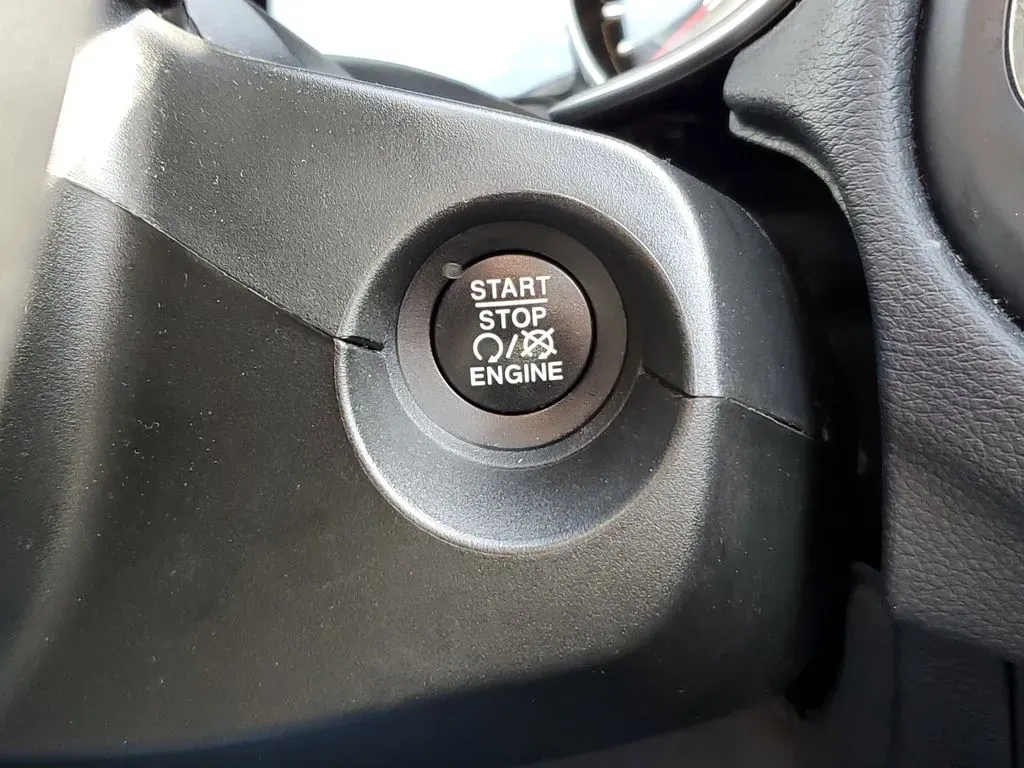 START
STOP
/
ENGINE